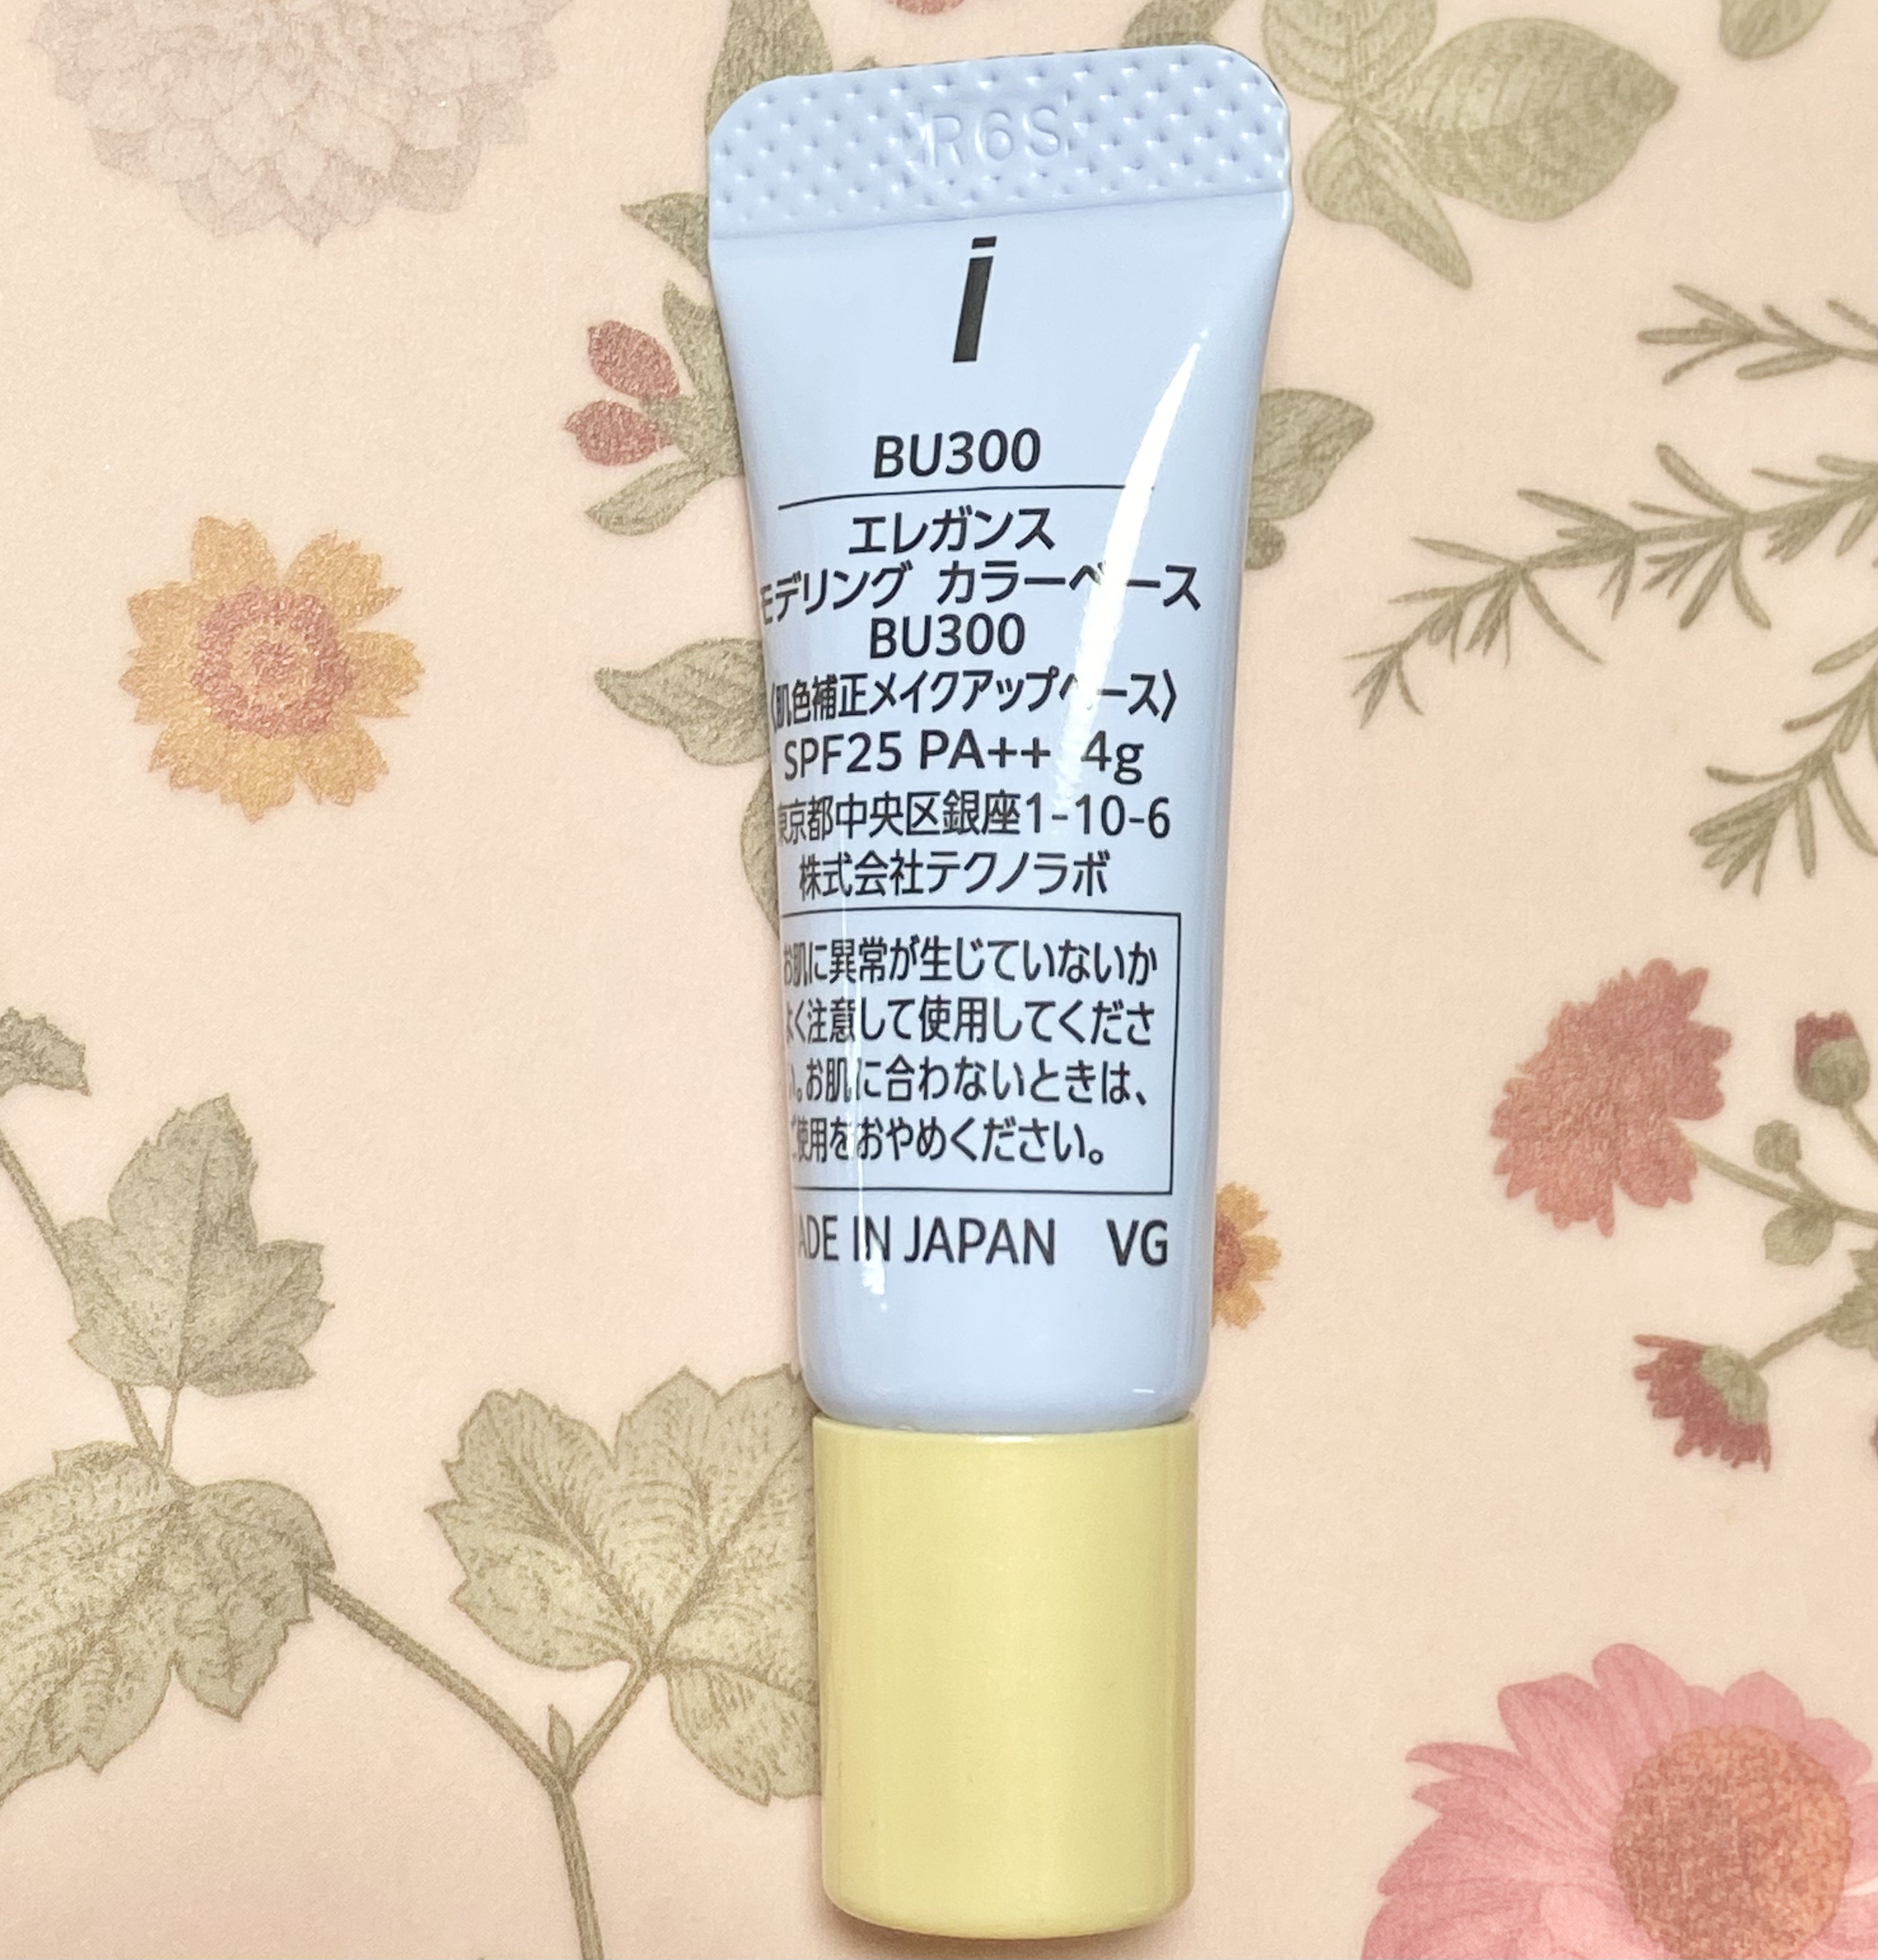 R6S
i
BU300
エレガンス
モデリング カラーベース
BU300
〈肌色補正メイクアップベース〉
SPF25 PA++ 4g
東京都中央区銀座1-10-6
株式会社テクノラボ
お肌に異常が生じていないか
よく注意して使用してくださ
い。お肌に合わないときは、
ご使用をおやめください。
ADE IN JAPAN VG